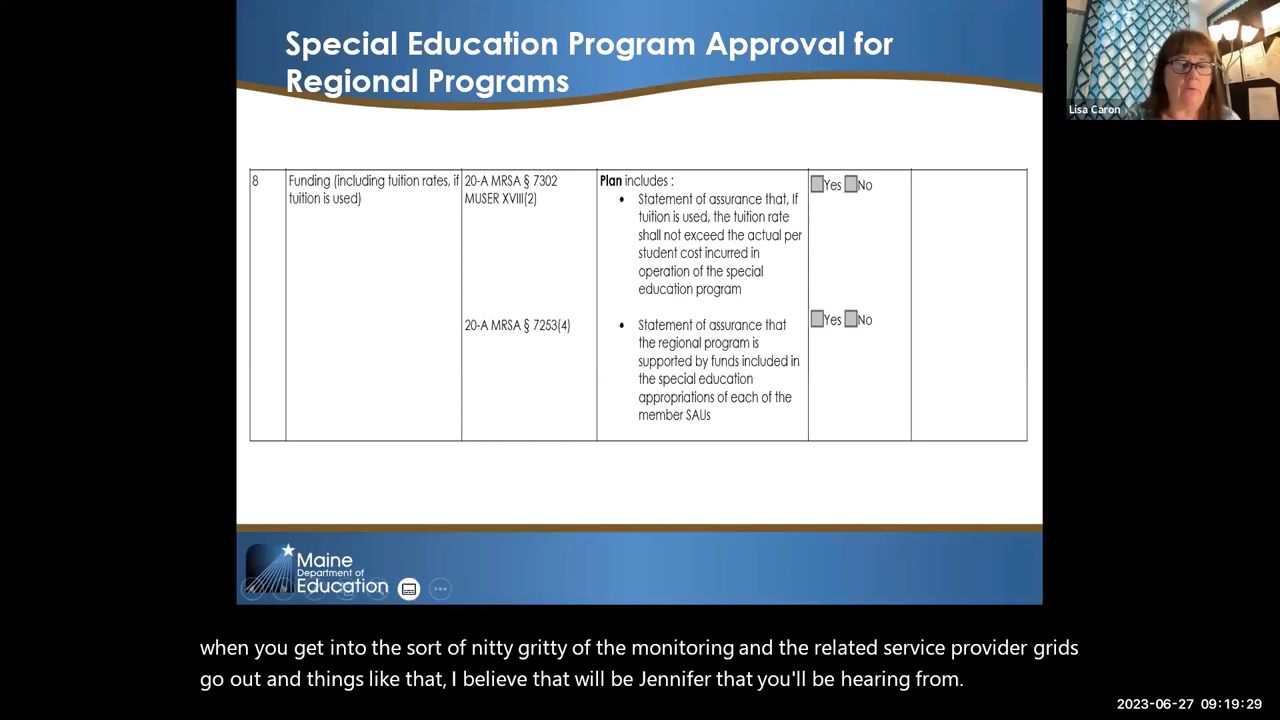 Special Education Program Approval for
Regional Programs
Lisa Caron
8
Funding (including tuition rates, if
tuition is used)
20-A MRSA § 7302
MUSER XVIII(2)
Plan includes :
• Statement of assurance that, If
tuition is used, the tuition rate
shall not exceed the actual per
student cost incurred in
operation of the special
education program
Yes No
20-A MRSA § 7253(4)
• Statement of assurance that
the regional program is
supported by funds included in
the special education
appropriations of each of the
member SAUs
Yes No
Maine
Department of
Education
when you get into the sort of nitty gritty of the monitoring and the related service provider grids
go out and things like that, I believe that will be Jennifer that you'll be hearing from.
2023-06-27 09:19:29